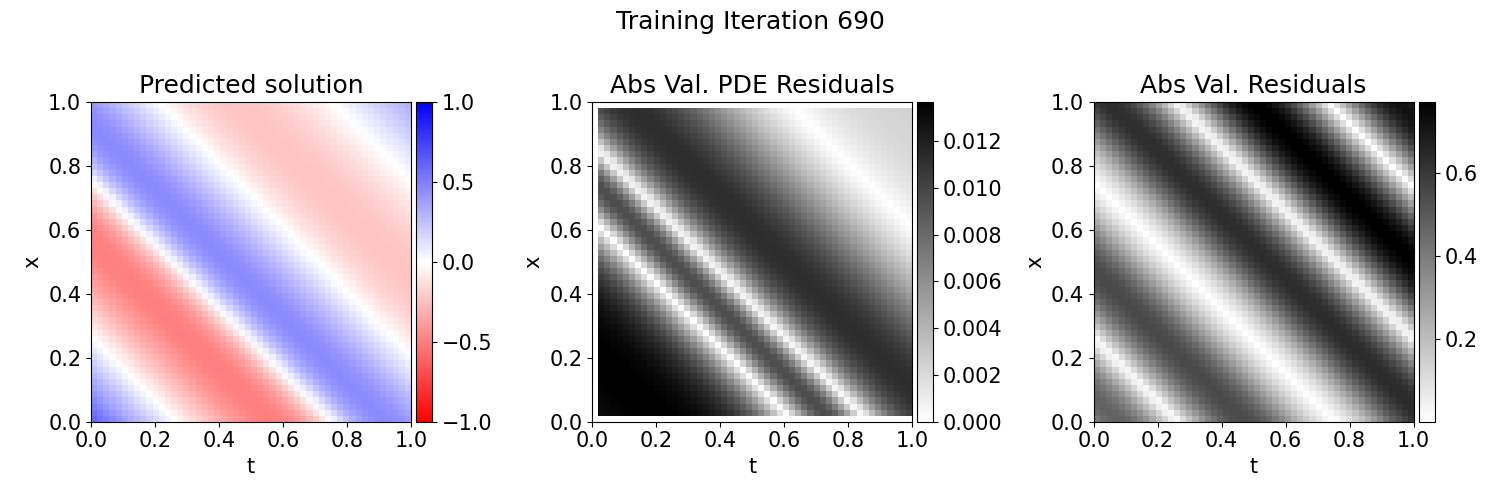 Training Iteration 690
Predicted solution
Abs Val. PDE Residuals
Abs Val. Residuals
1.0
0.8
0.6
0.4
0.2
0.0
x
0.0 0.2 0.4 0.6 0.8 1.0
t
1.0
0.5
0.0
−0.5
−1.0
1.0
0.8
0.6
0.4
0.2
0.0
x
0.0 0.2 0.4 0.6 0.8 1.0
t
0.012
0.010
0.008
0.006
0.004
0.002
0.000
1.0
0.8
0.6
0.4
0.2
0.0
x
0.0 0.2 0.4 0.6 0.8 1.0
t
0.6
0.4
0.2